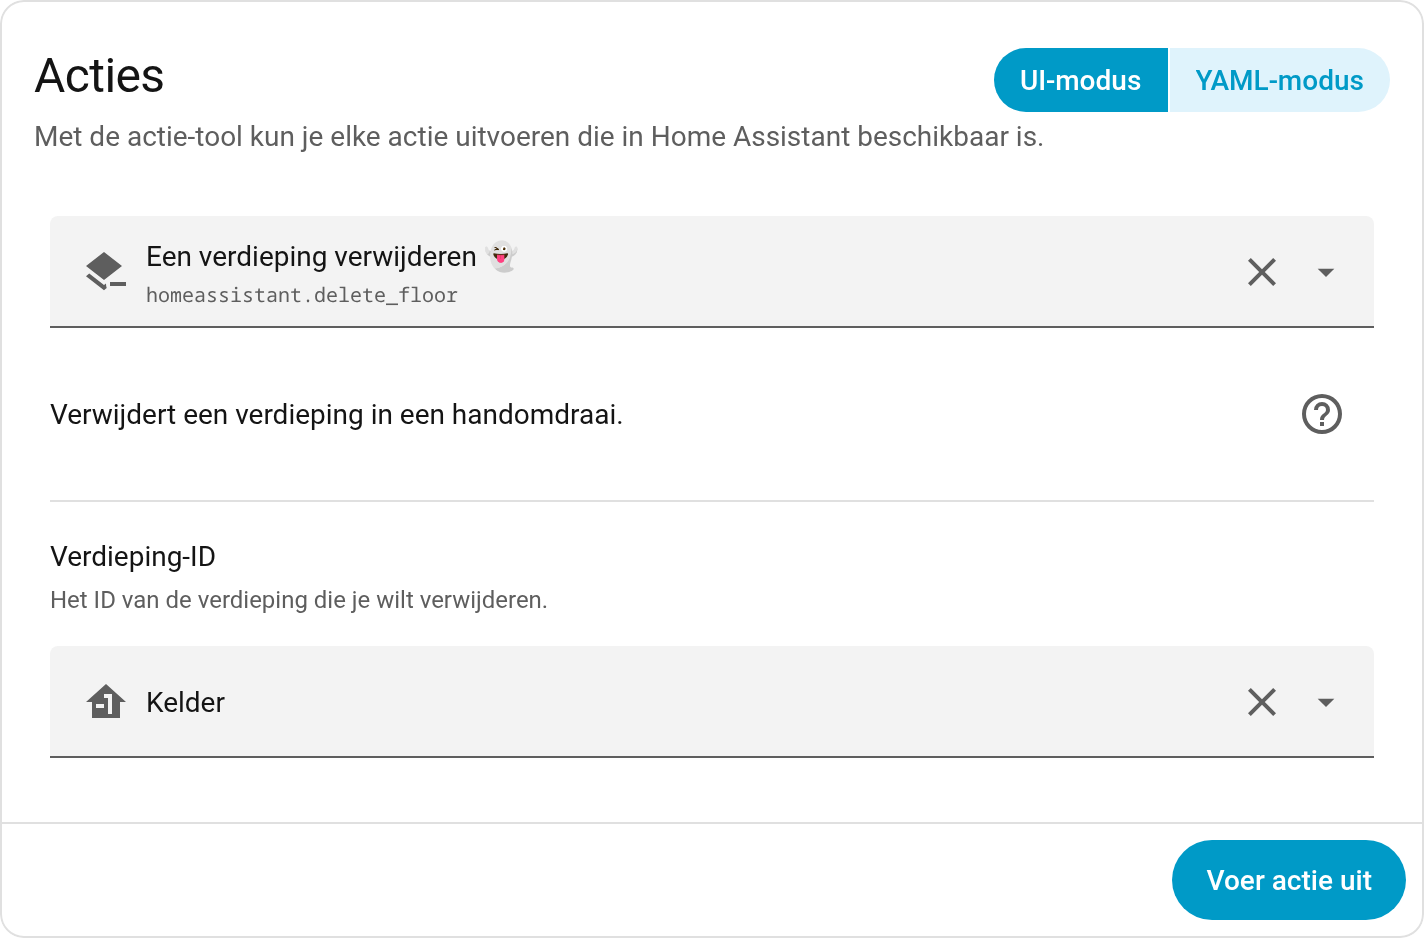 Acties
UI-modus
YAML-modus
Met de actie-tool kun je elke actie uitvoeren die in Home Assistant beschikbaar is.
Een verdieping verwijderen 👻
homeassistant.delete_floor
Verwijdert een verdieping in een handomdraai.
Verdieping-ID
Het ID van de verdieping die je wilt verwijderen.
-1
Kelder
Voer actie uit